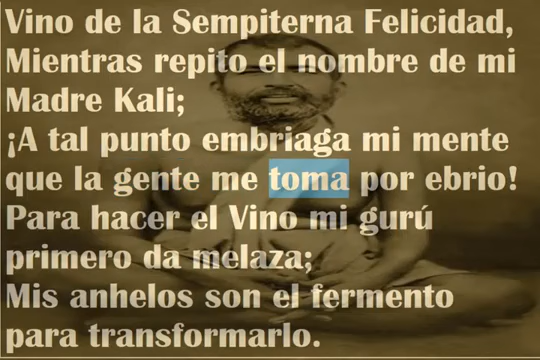 Vino de la Sempiterna Felicidad,
Mientras repito el nombre de mi
Madre Kali;
¡A tal punto embriaga mi mente
que la gente me toma por ebrio!
Para hacer el Vino mi gurú
primero da melaza;
Mis anhelos son el fermento
para transformarlo.